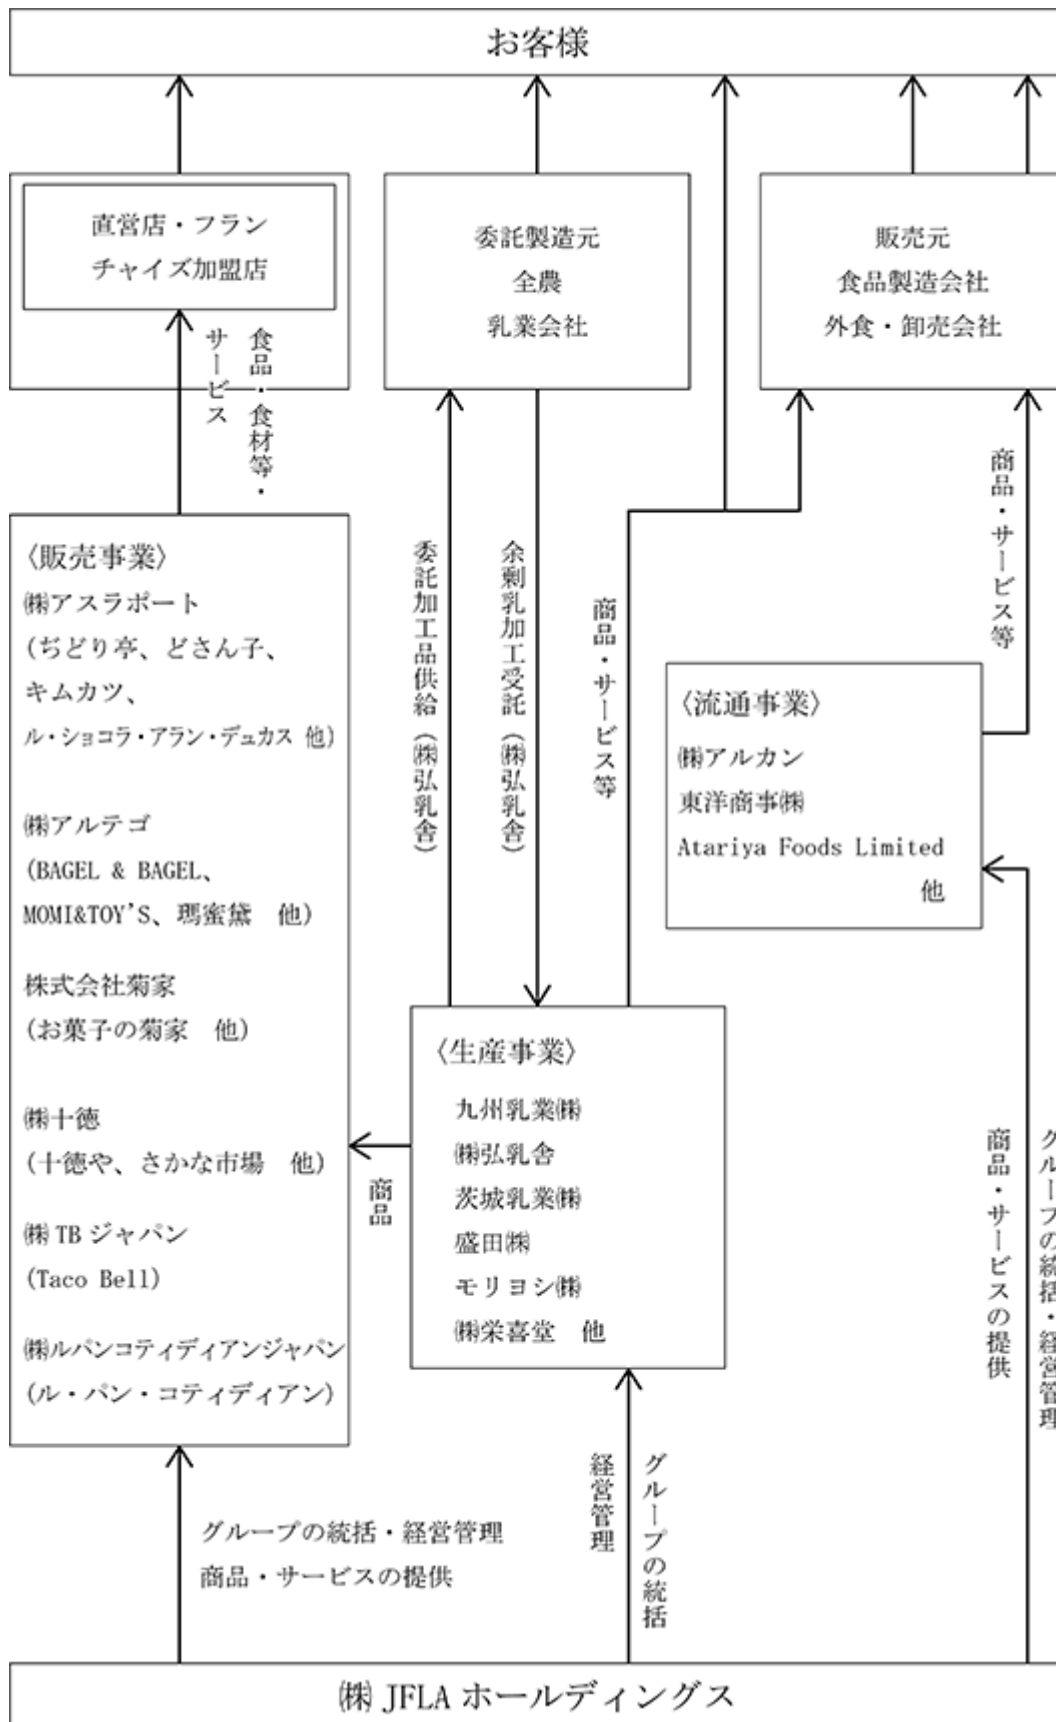 お客様
直営店・フラン
チャイズ加盟店
委託製造元
全農
乳業会社
販売元
食品製造会社
外食・卸売会社
食品・食材等・
サービス
委託加工品供給（㈱弘乳舎）
余剰乳加工受託（㈱弘乳舎）
商品・サービス等
商品・サービス等
〈販売事業〉
㈱アスラポート
(ぢどり亭、どさん子、
キムカツ、
ル・ショコラ・アラン・デュカス 他)
㈱アルテゴ
(BAGEL & BAGEL、
MOMI&TOY'S、瑪蜜黛　他)
株式会社菊家
(お菓子の菊家　他)
㈱十徳
(十徳や、さかな市場　他)
㈱TBジャパン
(Taco Bell)
㈱ルパンコティディアンジャパン
(ル・パン・コティディアン)
〈流通事業〉
㈱アルカン
東洋商事㈱
Atariya Foods Limited
他
〈生産事業〉
九州乳業㈱
㈱弘乳舎
茨城乳業㈱
盛田㈱
モリヨシ㈱
㈱栄喜堂　他
商品
グループの統括・経営管理
商品・サービスの提供
グループの統括
経営管理
グループの統括・経営管理
商品・サービスの提供
㈱JFLAホールディングス